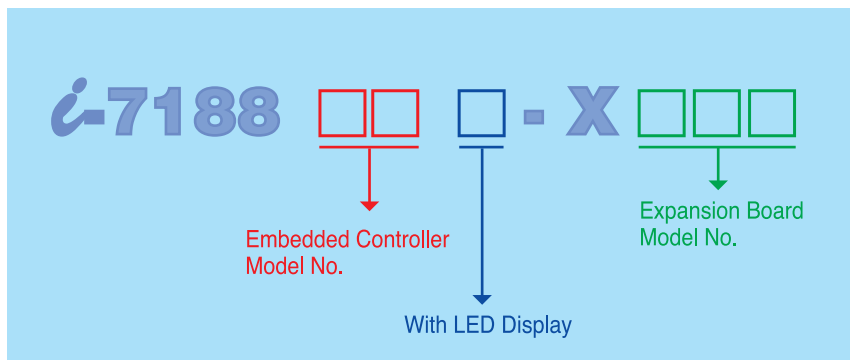 i-7188 □□ □ - X □□□
Expansion Board
Model No.
Embedded Controller
Model No.
With LED Display